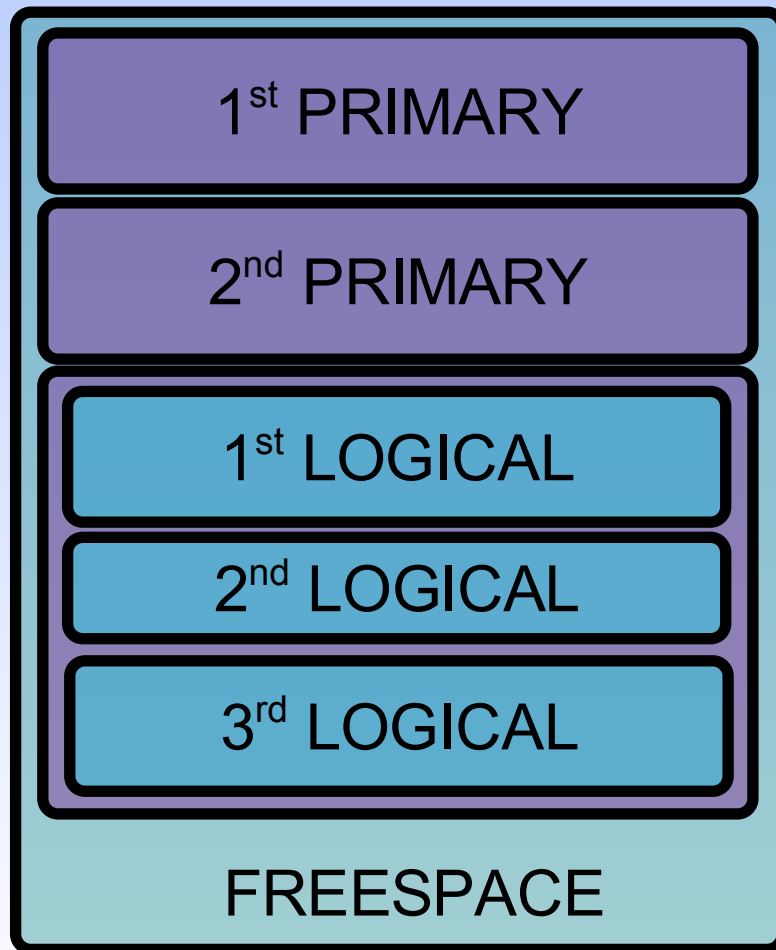 1st PRIMARY
2nd PRIMARY
1st LOGICAL
2nd LOGICAL
3rd LOGICAL
FREESPACE